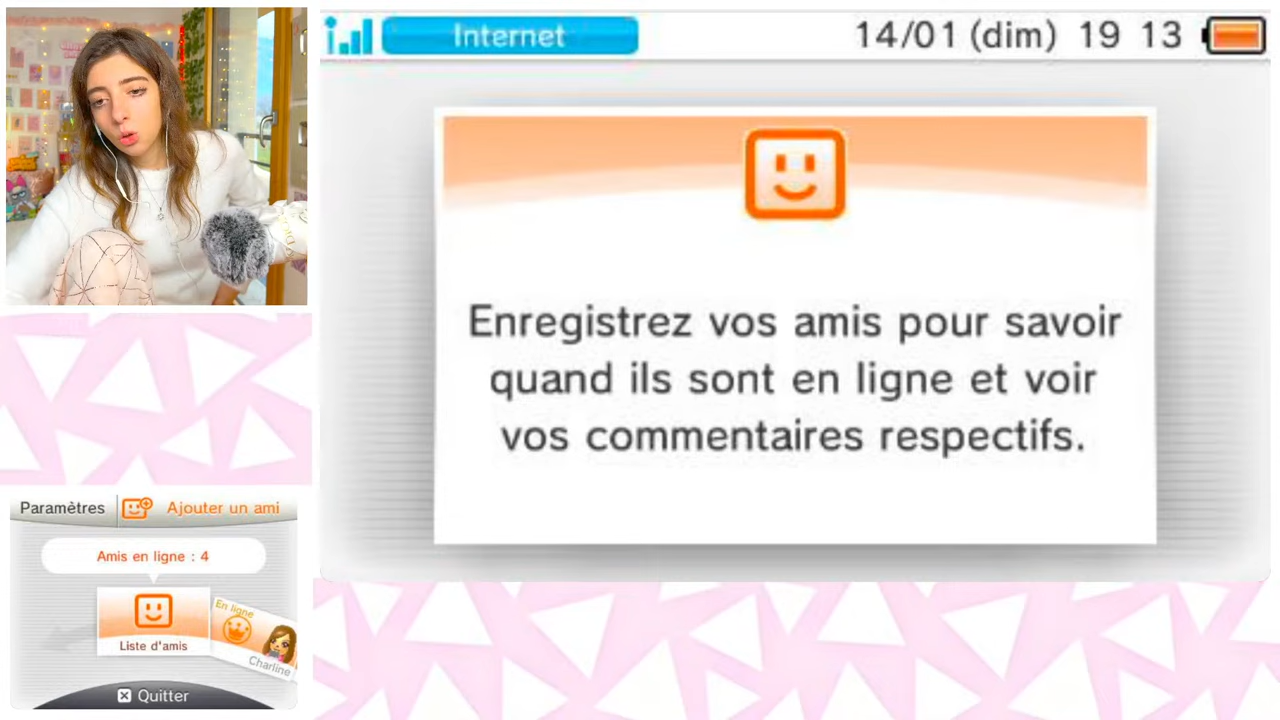 Internet
14/01 (dim) 19 13
Enregistrez vos amis pour savoir
quand ils sont en ligne et voir
vos commentaires respectifs.
Paramètres
Ajouter un ami
Amis en ligne : 4
En ligne
Liste d'amis
Charline
Quitter